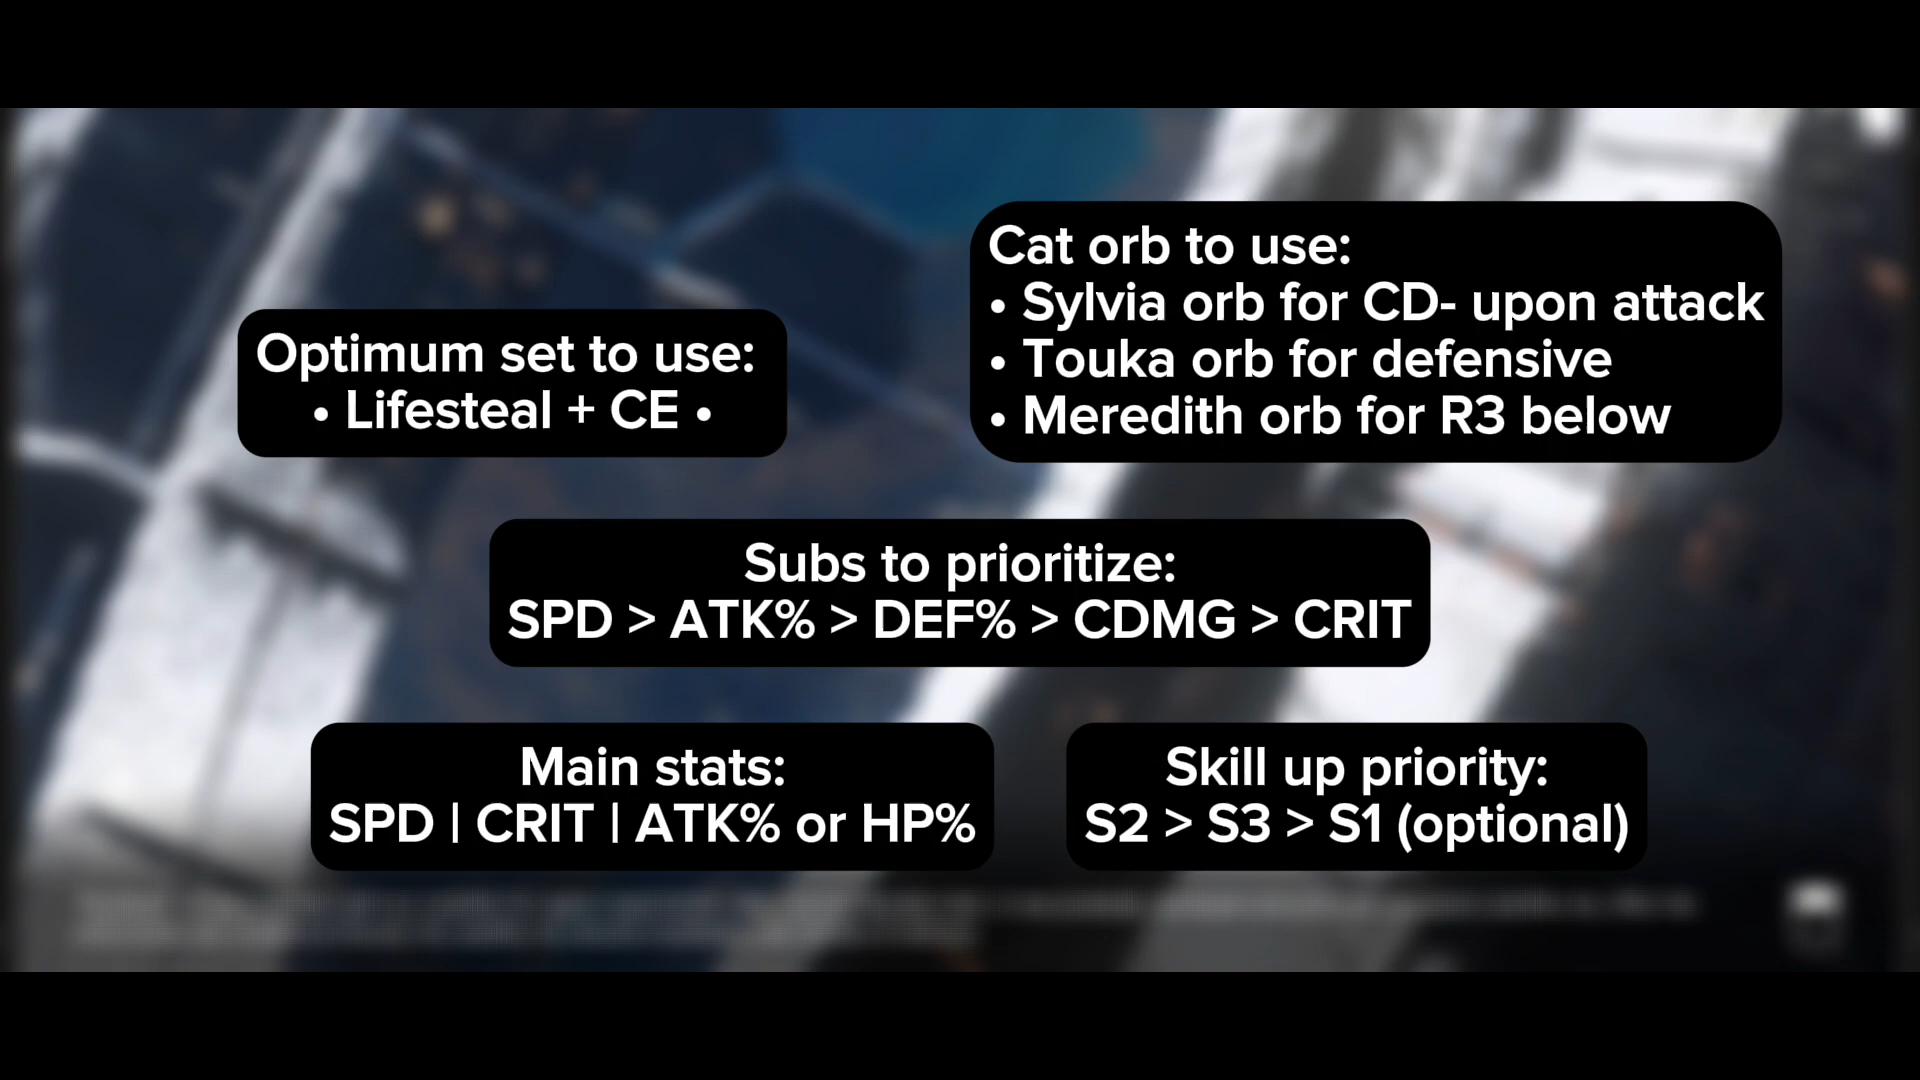 Optimum set to use:
• Lifesteal + CE •
Cat orb to use:
• Sylvia orb for CD- upon attack
• Touka orb for defensive
• Meredith orb for R3 below
Subs to prioritize:
SPD > ATK% > DEF% > CDMG > CRIT
Main stats:
SPD | CRIT | ATK% or HP%
Skill up priority:
S2 > S3 > S1 (optional)